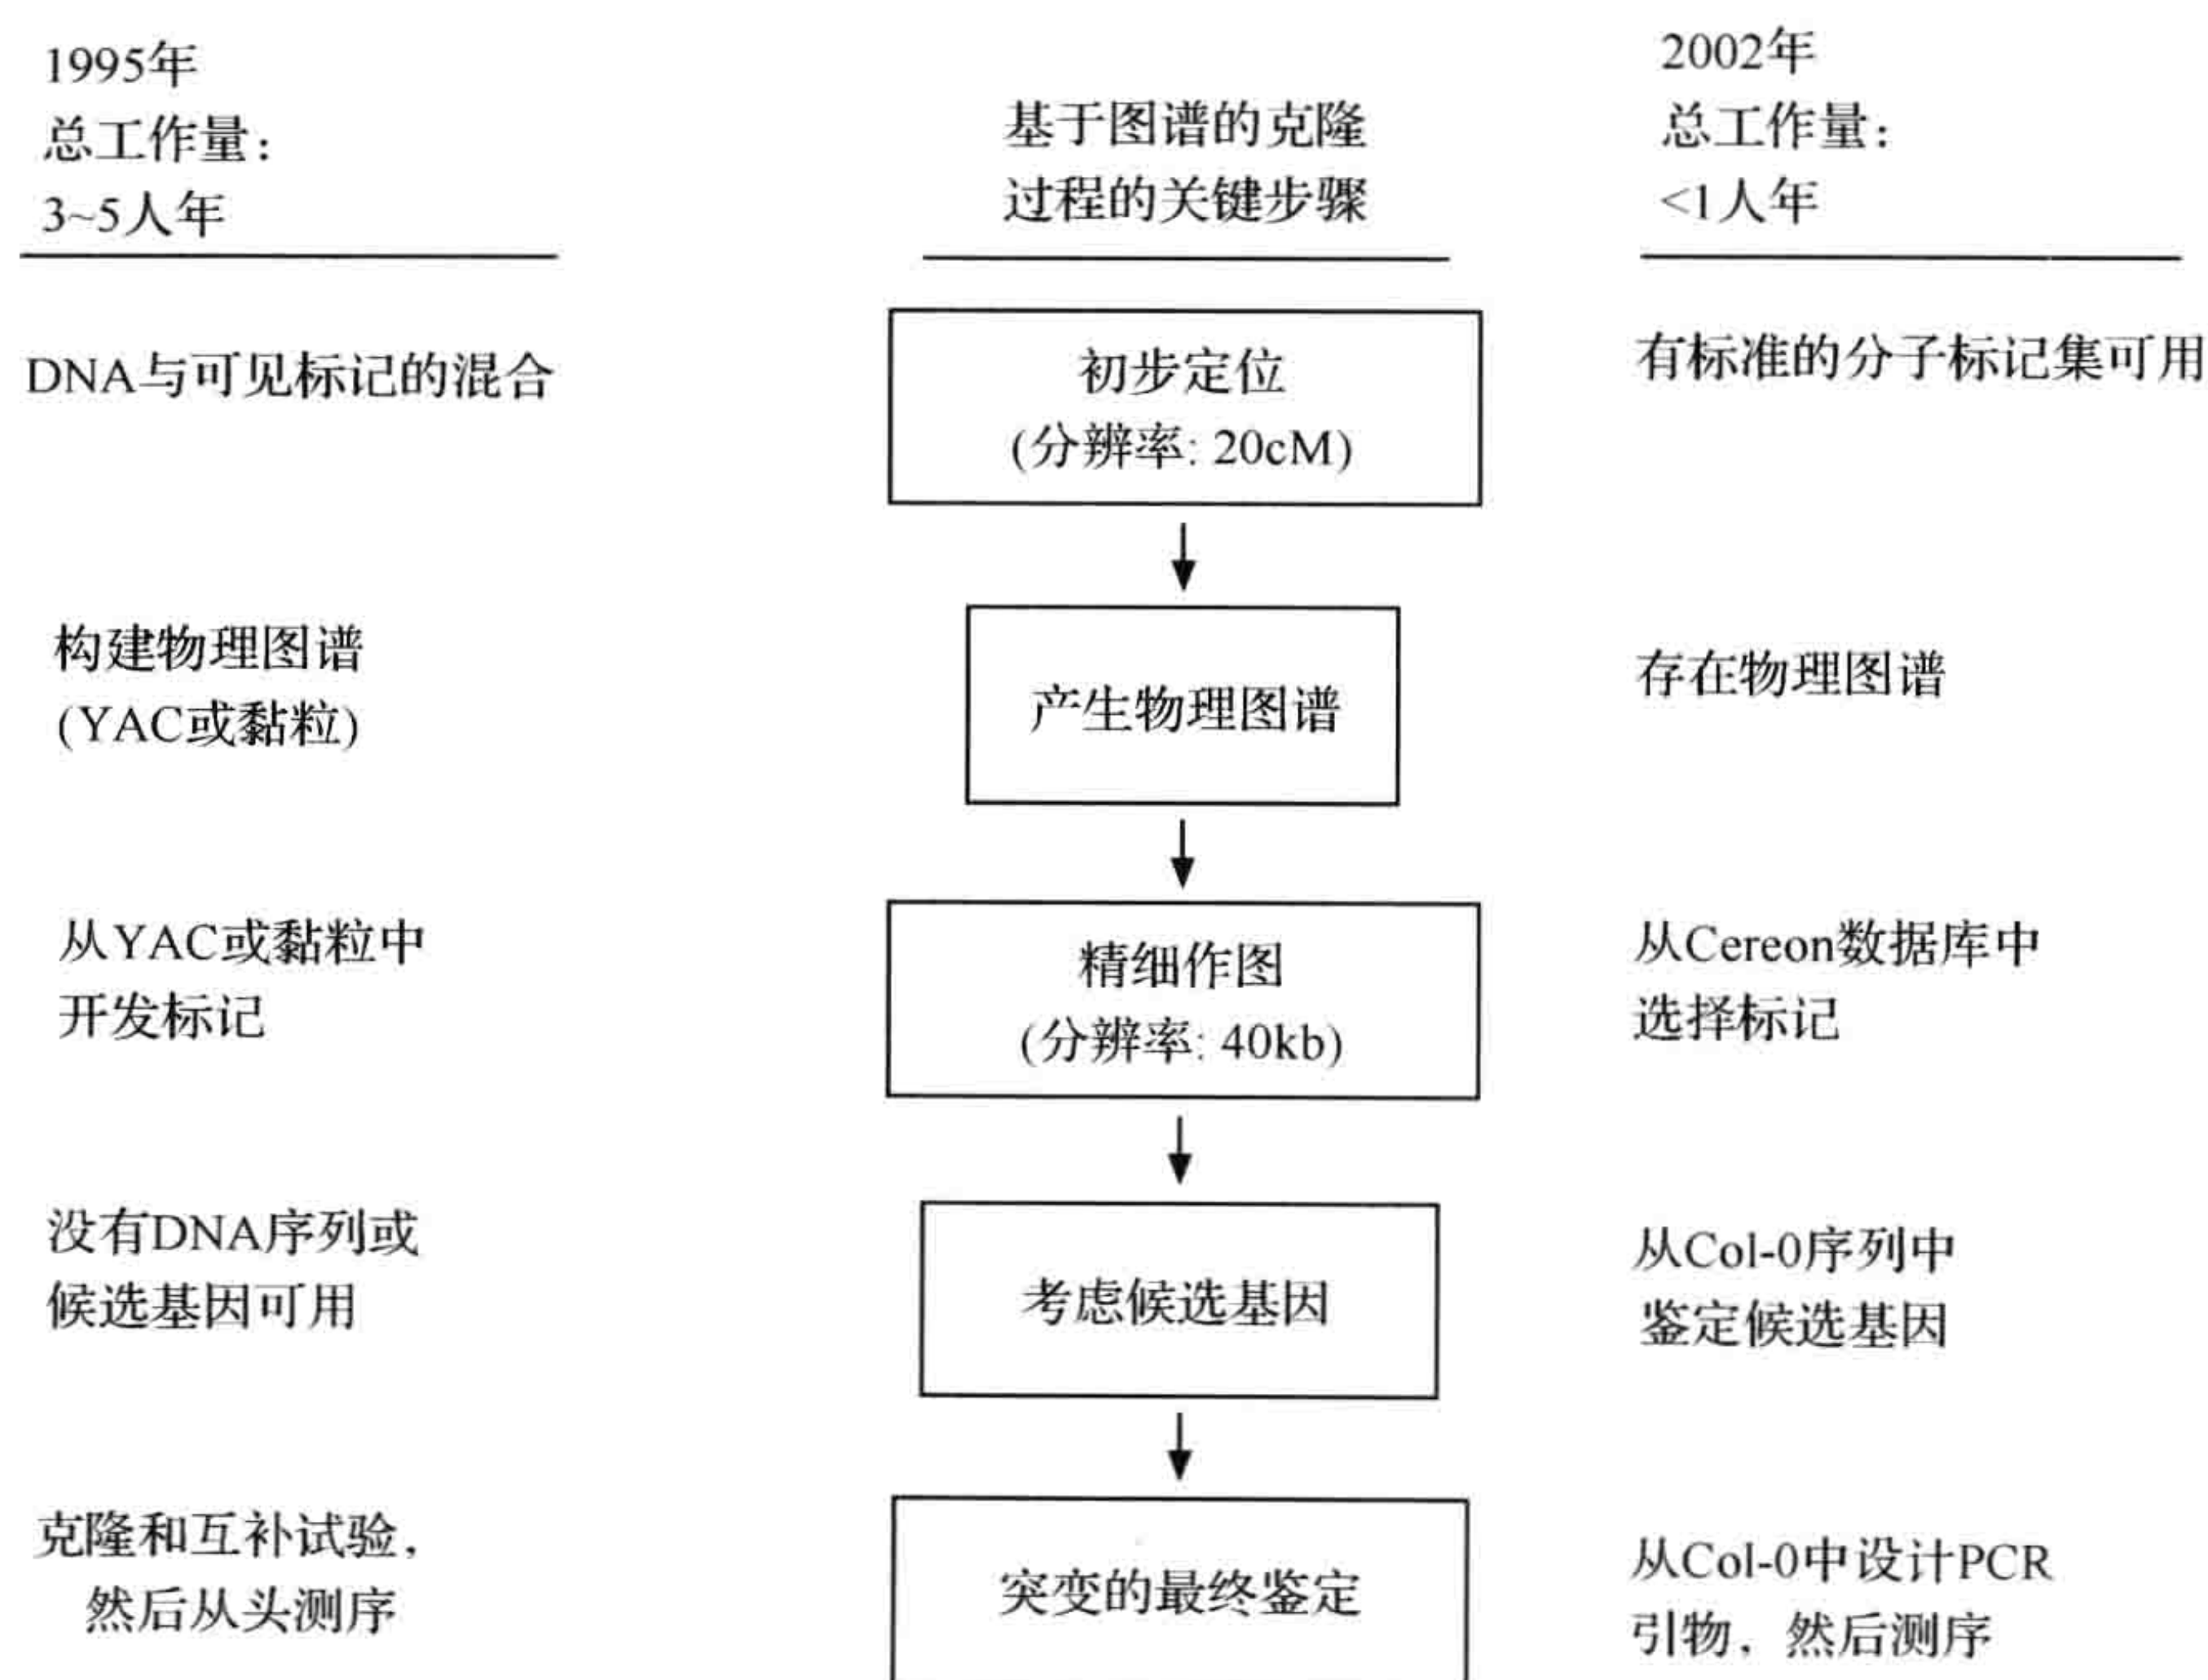 1995年
总工作量：
3~5人年
基于图谱的克隆
过程的关键步骤
2002年
总工作量：
<1人年
DNA与可见标记的混合
初步定位
(分辨率: 20cM)
有标准的分子标记集可用
构建物理图谱
(YAC或黏粒)
产生物理图谱
存在物理图谱
从YAC或黏粒中
开发标记
精细作图
(分辨率: 40kb)
从Cereon数据库中
选择标记
没有DNA序列或
候选基因可用
考虑候选基因
从Col-0序列中
鉴定候选基因
克隆和互补试验，
然后从头测序
突变的最终鉴定
从Col-0中设计PCR
引物，然后测序